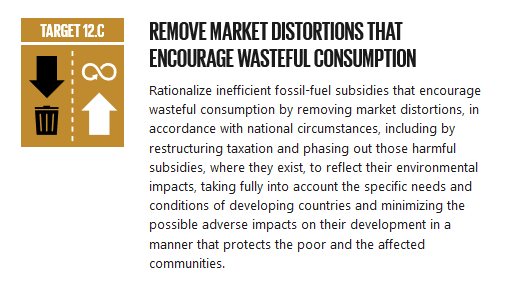 TARGET 12.C
REMOVE MARKET DISTORTIONS THAT
ENCOURAGE WASTEFUL CONSUMPTION
Rationalize inefficient fossil-fuel subsidies that encourage
wasteful consumption by removing market distortions, in
accordance with national circumstances, including by
restructuring taxation and phasing out those harmful
subsidies, where they exist, to reflect their environmental
impacts, taking fully into account the specific needs and
conditions of developing countries and minimizing the
possible adverse impacts on their development in a
manner that protects the poor and the affected
communities.